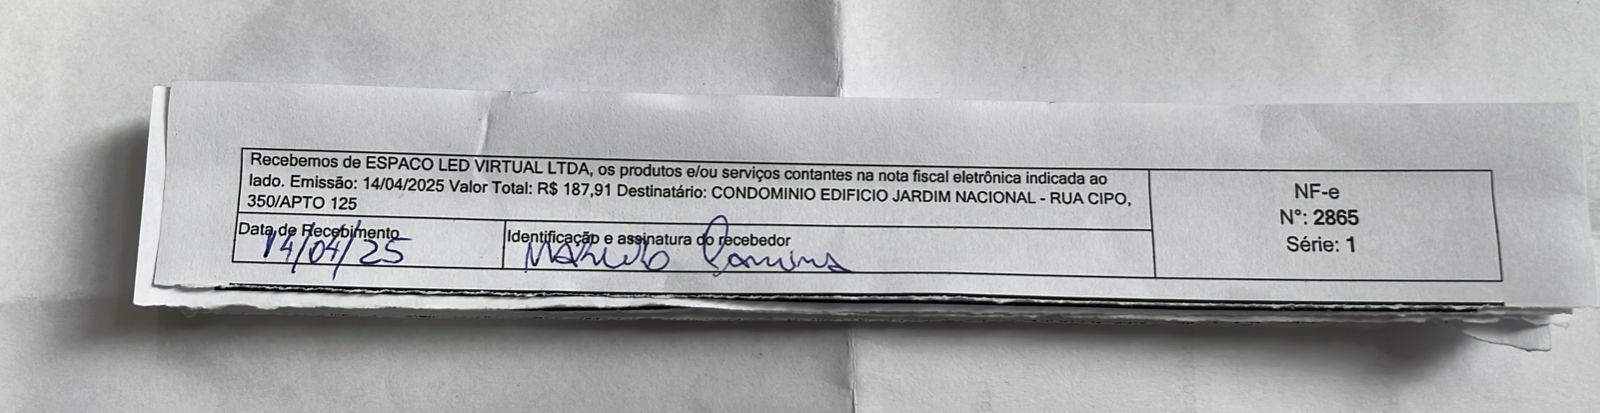 Recebemos de ESPACO LED VIRTUAL LTDA, os produtos e/ou serviços contantes na nota fiscal eletrônica indicada ao
lado. Emissão: 14/04/2025 Valor Total: R$ 187,91 Destinatário: CONDOMINIO EDIFICIO JARDIM NACIONAL - RUA CIPO,
350/APTO 125
Data de Recebimento
14/04/25
Identificação e assinatura do recebedor
NF-e
N°: 2865
Série: 1